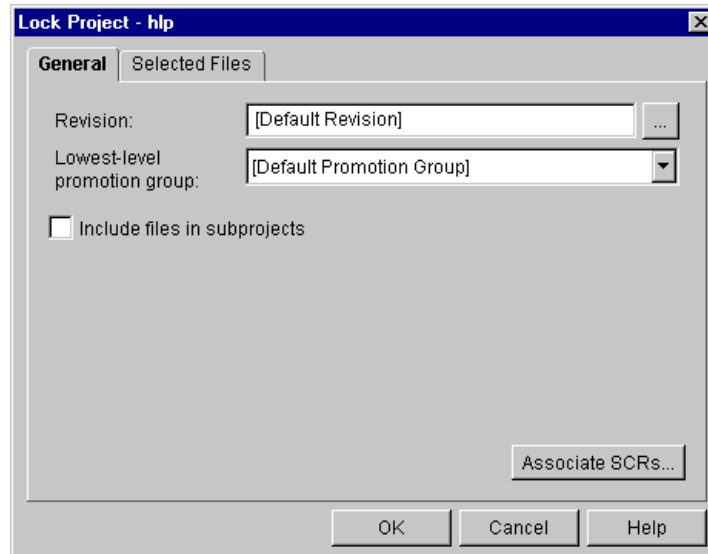 Lock Project - hlp
General
Selected Files
Revision:
[Default Revision]
...
Lowest-level
promotion group:
[Default Promotion Group]
Include files in subprojects
Associate SCRs...
OK
Cancel
Help